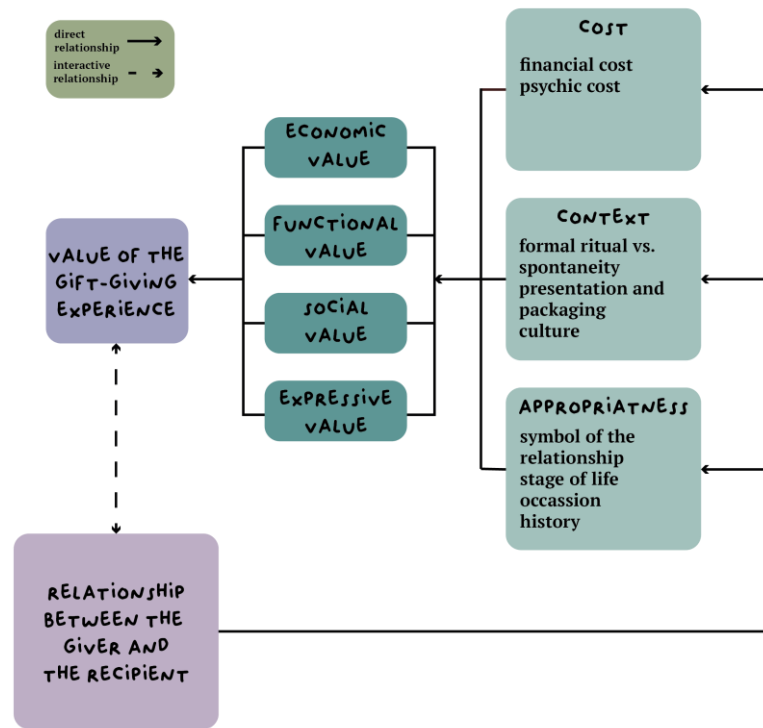 direct
relationship
interactive
relationship
COST
financial cost
psychic cost
ECONOMIC
VALUE
FUNCTIONAL
VALUE
SOCIAL
VALUE
EXPRESSIVE
VALUE
CONTEXT
formal ritual vs.
spontaneity
presentation and
packaging
culture
VALUE OF THE
GIFT-GIVING
EXPERIENCE
APPROPRIATNESS
symbol of the
relationship
stage of life
occassion
history
RELATIONSHIP
BETWEEN THE
GIVER AND
THE RECIPIENT